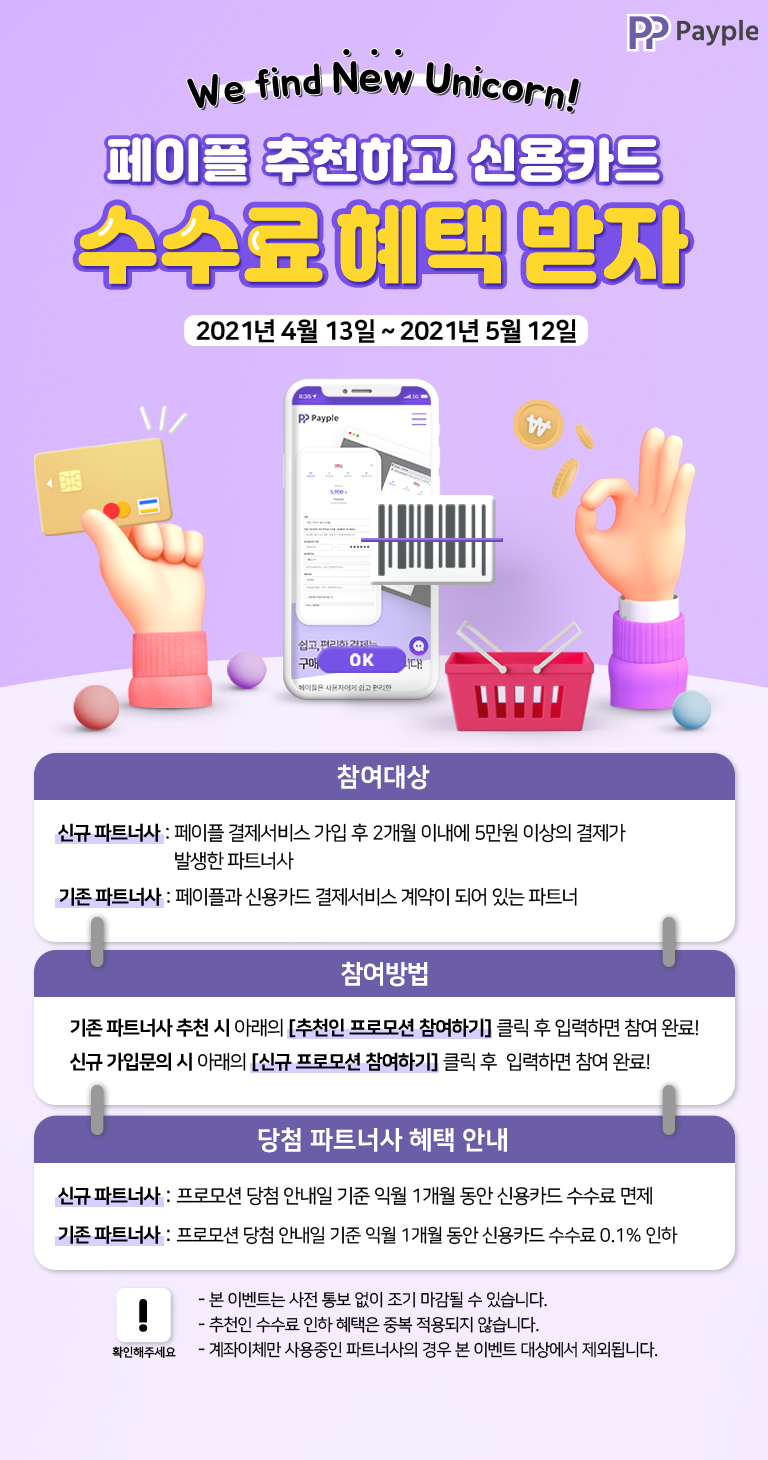 PP Payple
We find New Unicorn!
페이플 추천하고 신용카드
수수료 혜택 받자
2021년 4월 13일 ~ 2021년 5월 12일
8:35
5G
PP Payple
5,900
쉽고, 편리한 결제는
구매
니다!
OK
페이플은 사용자에게 쉽고 편리한
참여대상
신규 파트너사 : 페이플 결제서비스 가입 후 2개월 이내에 5만원 이상의 결제가
발생한 파트너사
기존 파트너사 : 페이플과 신용카드 결제서비스 계약이 되어 있는 파트너
참여방법
기존 파트너사 추천 시 아래의 [추천인 프로모션 참여하기] 클릭 후 입력하면 참여 완료!
신규 가입문의 시 아래의 [신규 프로모션 참여하기] 클릭 후 입력하면 참여 완료!
당첨 파트너사 혜택 안내
신규 파트너사 : 프로모션 당첨 안내일 기준 익월 1개월 동안 신용카드 수수료 면제
기존 파트너사 : 프로모션 당첨 안내일 기준 익월 1개월 동안 신용카드 수수료 0.1% 인하
!
확인해주세요
- 본 이벤트는 사전 통보 없이 조기 마감될 수 있습니다.
- 추천인 수수료 인하 혜택은 중복 적용되지 않습니다.
- 계좌이체만 사용중인 파트너사의 경우 본 이벤트 대상에서 제외됩니다.